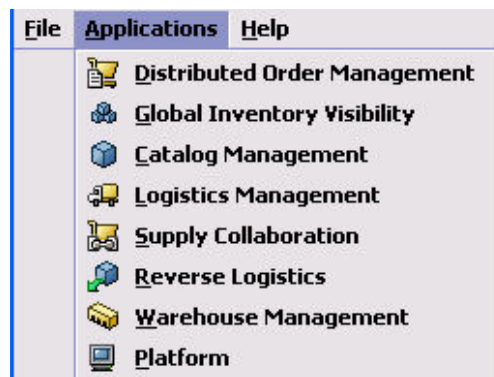 File Applications Help
Distributed Order Management
Global Inventory Visibility
Catalog Management
Logistics Management
Supply Collaboration
Reverse Logistics
Warehouse Management
Platform